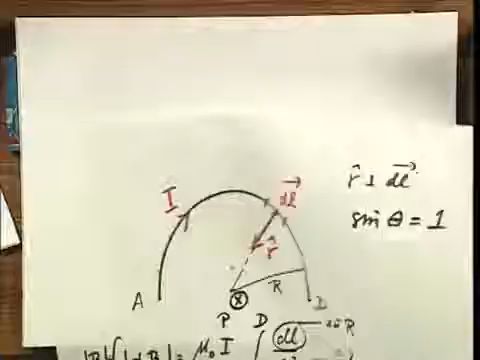 I
dl
r̂ ⊥ dl
sin θ = 1
r̂
R
A
P
D
D
dl
μ₀ I